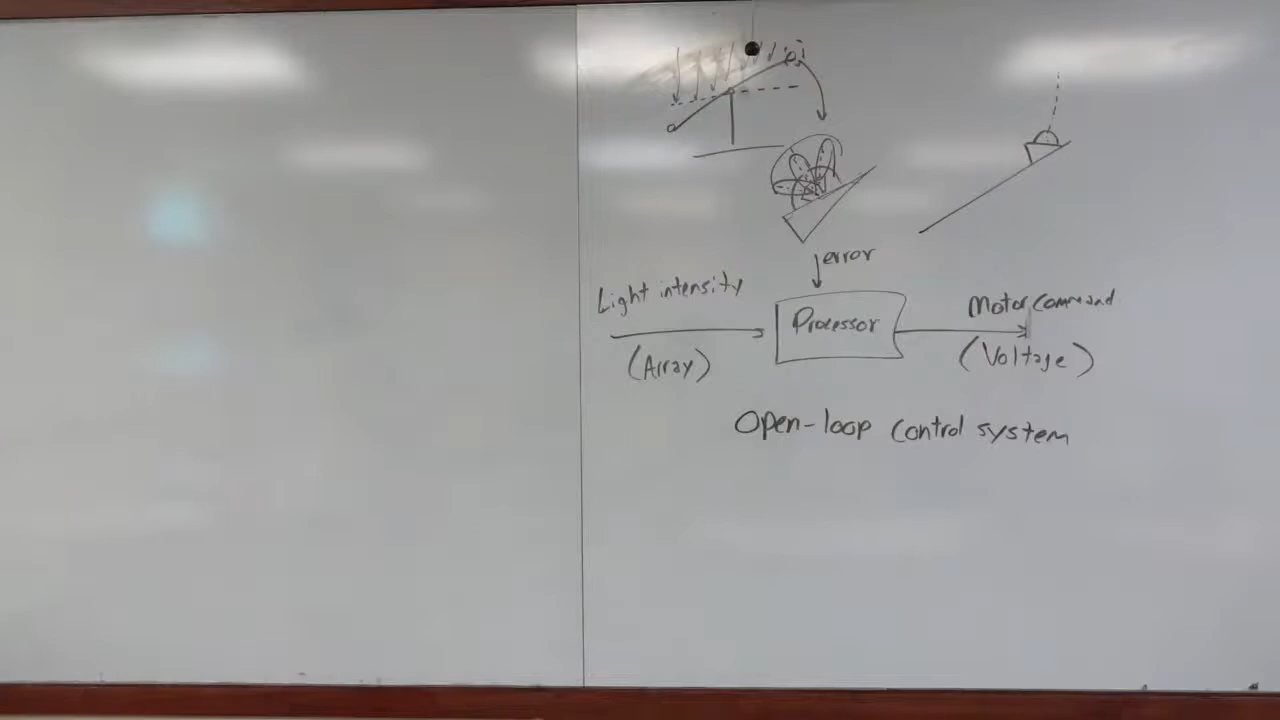 error
Light intensity
(Array)
Processor
Motor Command
(Voltage)
Open-loop control system